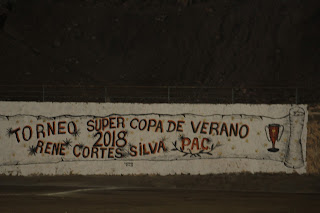 TORNEO SUPER COPA DE VERANO
2018
RENE CORTES SILVA PAC